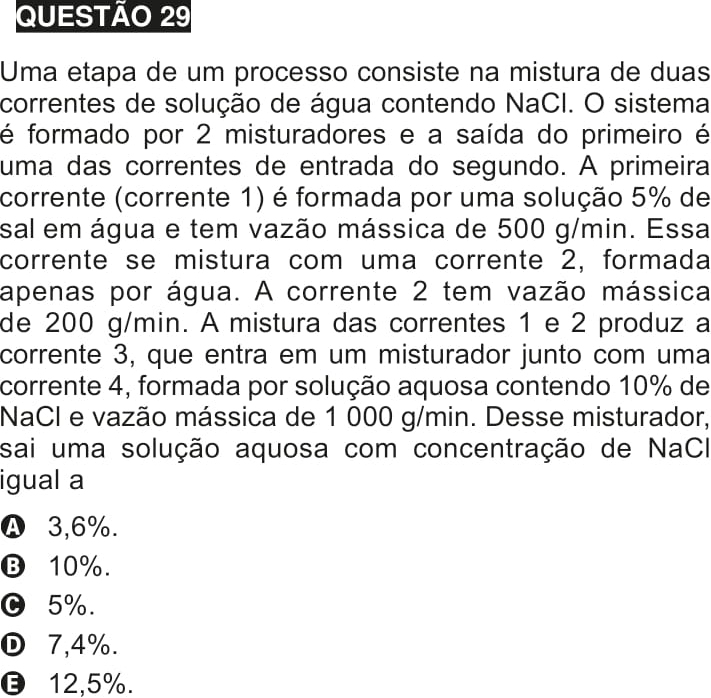 QUESTÃO 29
Uma etapa de um processo consiste na mistura de duas
correntes de solução de água contendo NaCl. O sistema
é formado por 2 misturadores e a saída do primeiro é
uma das correntes de entrada do segundo. A primeira
corrente (corrente 1) é formada por uma solução 5% de
sal em água e tem vazão mássica de 500 g/min. Essa
corrente se mistura com uma corrente 2, formada
apenas por água. A corrente 2 tem vazão mássica
de 200 g/min. A mistura das correntes 1 e 2 produz a
corrente 3, que entra em um misturador junto com uma
corrente 4, formada por solução aquosa contendo 10% de
NaCl e vazão mássica de 1 000 g/min. Desse misturador,
sai uma solução aquosa com concentração de NaCl
igual a
A 3,6%.
B 10%.
C 5%.
D 7,4%.
E 12,5%.